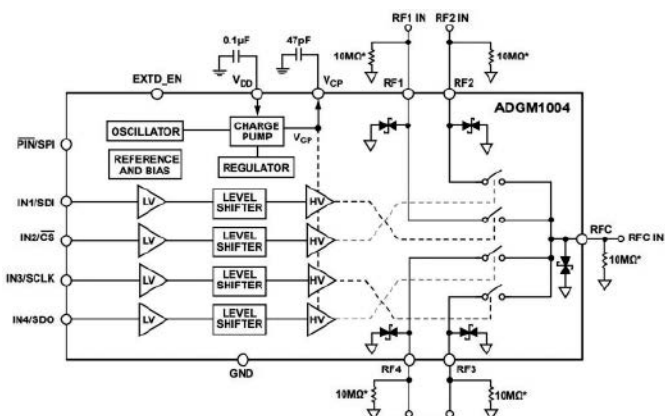 RF1 IN RF2 IN
0.1µF 47pF
10MΩ* 10MΩ*
EXTD_EN VDD VCP RF1 RF2
ADGM1004
PIN/SPI
OSCILLATOR
CHARGE PUMP
VCP
REFERENCE AND BIAS
REGULATOR
IN1/SDI LV LEVEL SHIFTER HV
IN2/CS LV LEVEL SHIFTER HV
RFC RFC IN
10MΩ*
IN3/SCLK LV LEVEL SHIFTER HV
IN4/SDO LV LEVEL SHIFTER HV
GND RF4 RF3
10MΩ* 10MΩ*